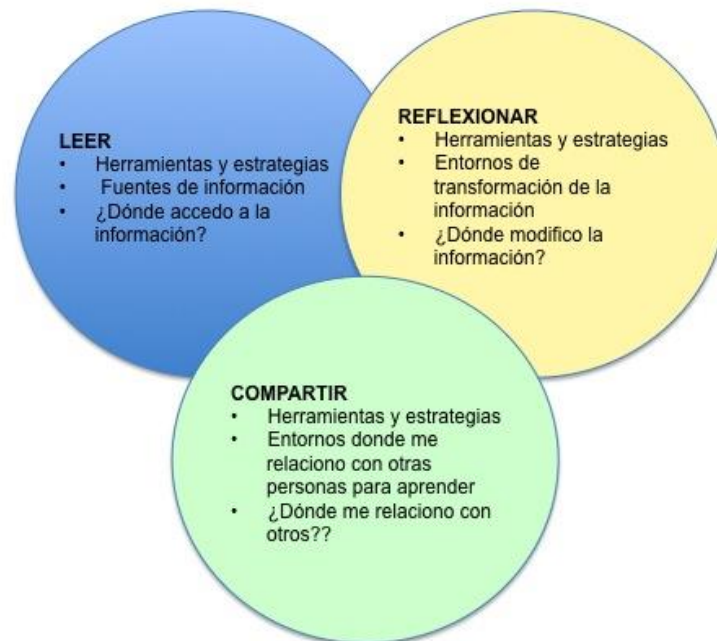 LEER
• Herramientas y estrategias
• Fuentes de información
• ¿Dónde accedo a la
información?
REFLEXIONAR
• Herramientas y estrategias
• Entornos de
transformación de la
información
• ¿Dónde modifico la
información?
COMPARTIR
• Herramientas y estrategias
• Entornos donde me
relaciono con otras
personas para aprender
• ¿Dónde me relaciono con
otros??